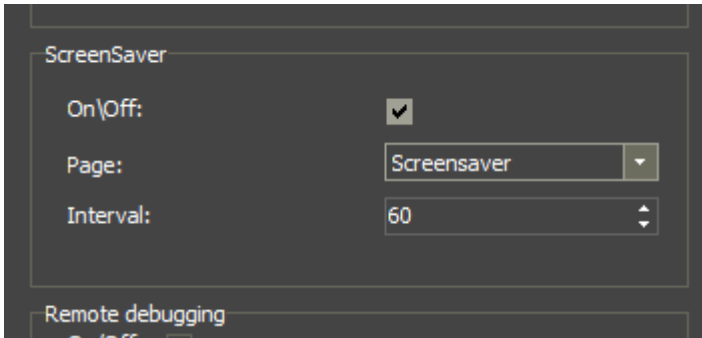 ScreenSaver
On\Off:
Page: Screensaver
Interval: 60
Remote debugging